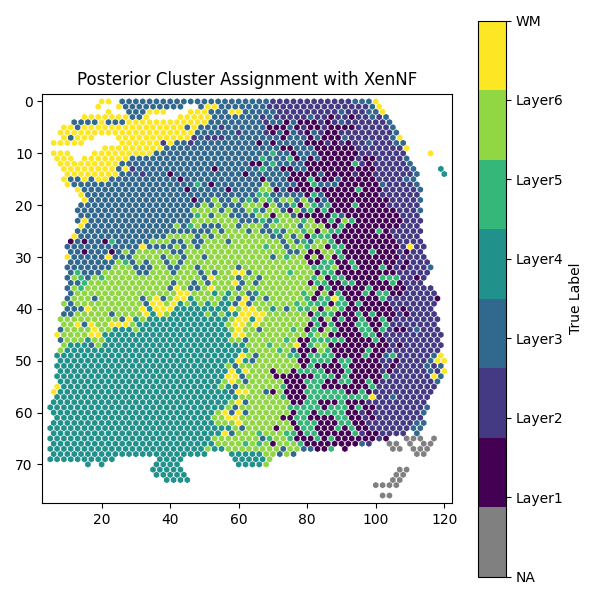 Posterior Cluster Assignment with XenNF
0
10
20
30
40
50
60
70
20
40
60
80
100
120
WM
Layer6
Layer5
Layer4
Layer3
Layer2
Layer1
NA
True Label